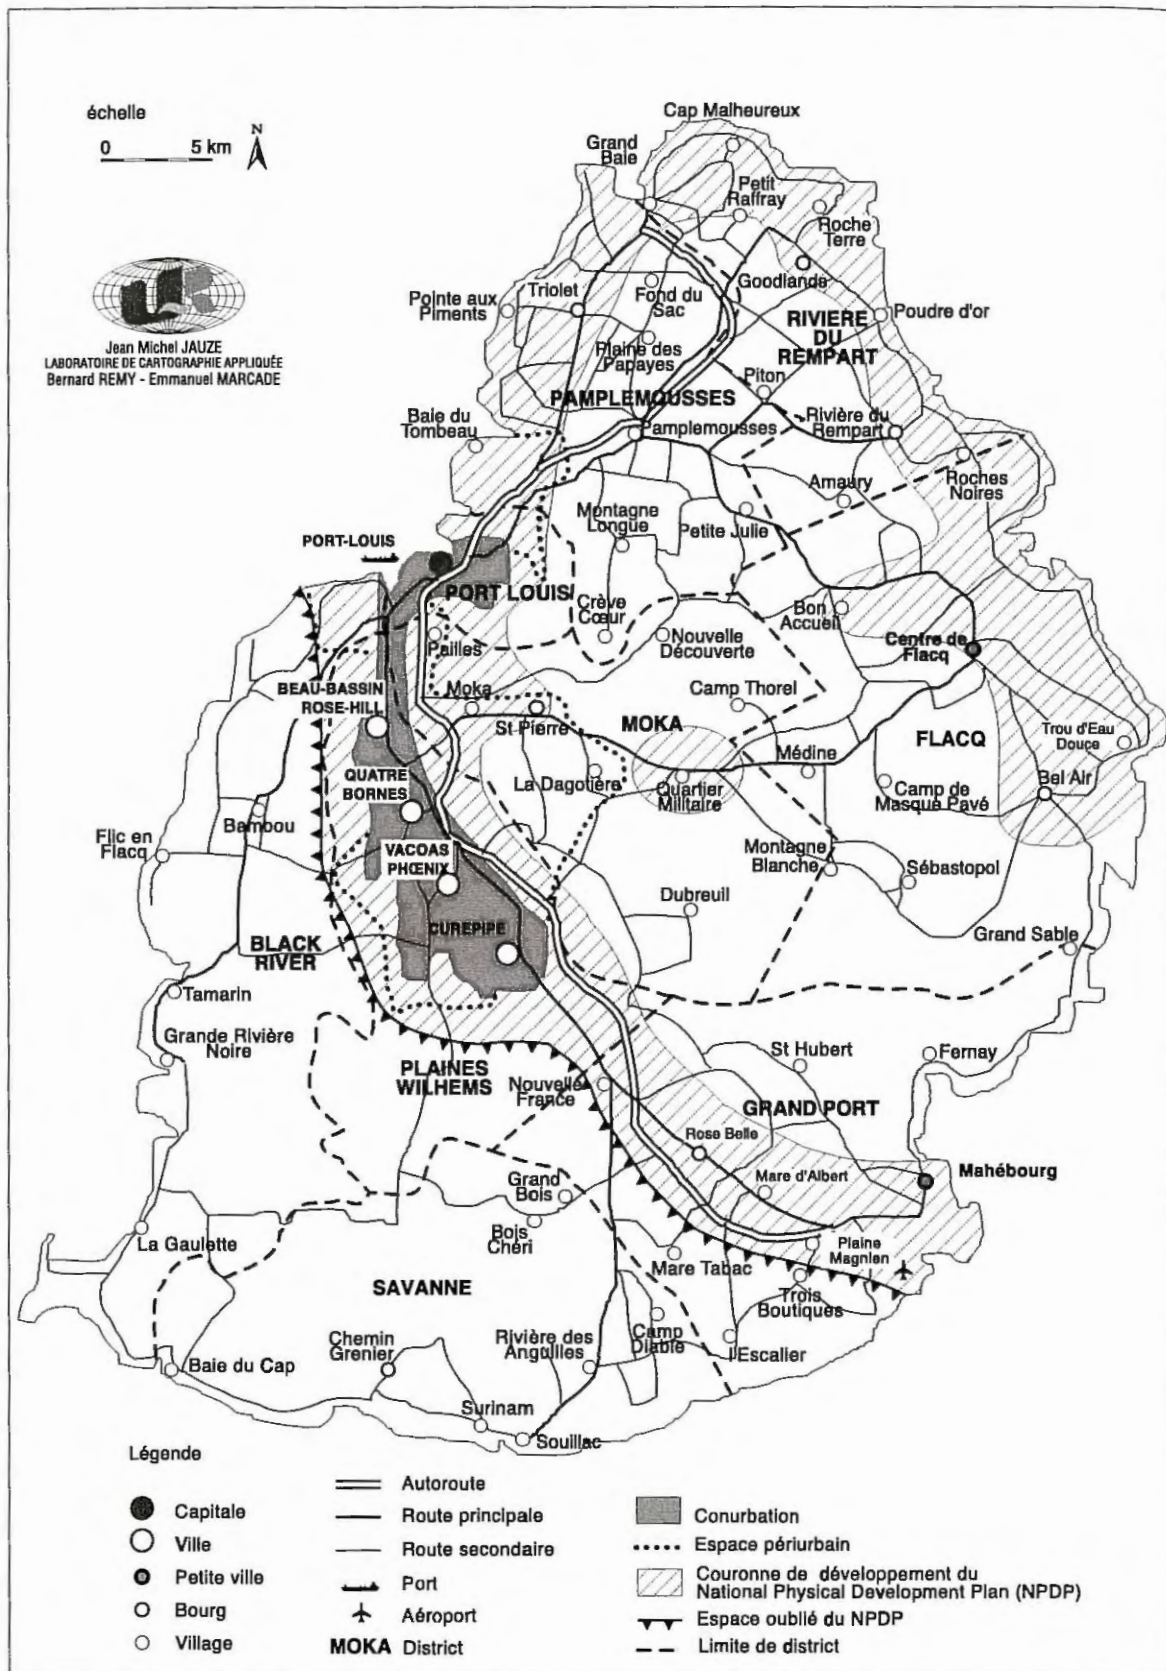 échelle
0 5 km
N
UR
Jean Michel JAUZE
LABORATOIRE DE CARTOGRAPHIE APPLIQUÉE
Bernard REMY - Emmanuel MARCADE
Cap Malheureux
Grand
Baie
Petit
Raffray
Roche
Terre
Goodlands
Triolet
Fond du
Sac
Pointe aux
Piments
Poudre d'or
RIVIERE
DU
REMPART
Plaine des
Papayes
Piton
PAMPLEMOUSSES
Baie du
Tombeau
Pamplemousses
Rivière du
Rempart
Amaury
Roches
Noires
Montagne
Longue
Petite Julie
PORT-LOUIS
PORT LOUIS
Crève
Cœur
Bon
Accueil
Pailles
Nouvelle
Découverte
Centre de
Flacq
BEAU-BASSIN
ROSE-HILL
Moka
St Pierre
Camp Thorel
MOKA
FLACQ
Trou d'Eau
Douce
Médine
QUATRE
BORNES
La Dagotière
Quartier
Militaire
Camp de
Masque Pavé
Bel Air
Bambou
Flic en
Flacq
VACOAS
PHŒNIX
Montagne
Blanche
Sébastopol
Dubreuil
CUREPIPE
Grand Sable
BLACK
RIVER
Tamarin
Grande Rivière
Noire
St Hubert
Fernay
PLAINES
WILHEMS
Nouvelle
France
GRAND PORT
Rose Belle
Mare d'Albert
Mahébourg
Grand
Bois
Bois
Chéri
La Gaulette
Plaine
Magnien
Mare Tabac
Trois
Boutiques
SAVANNE
Camp
Diable
l'Escalier
Chemin
Grenier
Rivière des
Anguilles
Baie du Cap
Surinam
Souillac
Légende
Capitale
Ville
Petite ville
Bourg
Village
Autoroute
Route principale
Route secondaire
Port
Aéroport
MOKA District
Conurbation
Espace périurbain
Couronne de développement du
National Physical Development Plan (NPDP)
Espace oublié du NPDP
Limite de district